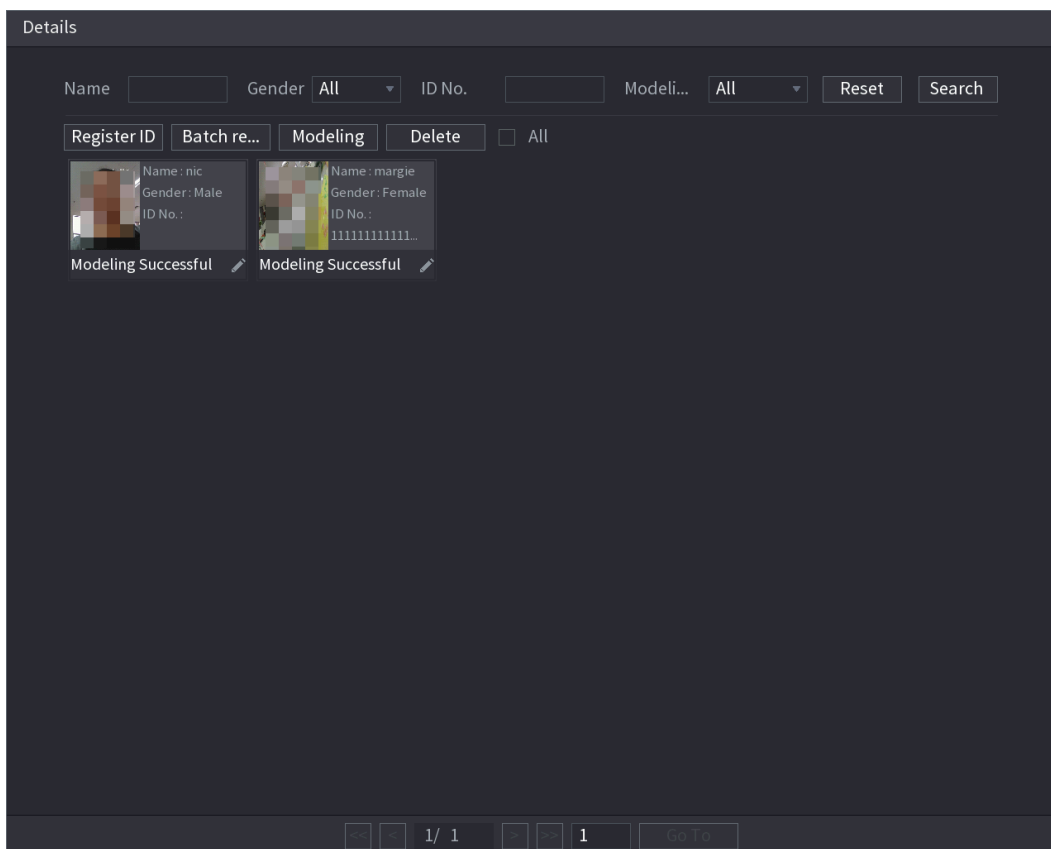 Details
Name Gender All ID No. Modeli... All Reset Search
Register ID Batch re... Modeling Delete All
Name : nic
Gender : Male
ID No. :
Modeling Successful
Name : margie
Gender : Female
ID No. :
111111111111...
Modeling Successful
<< < 1/ 1 > >> 1 Go To